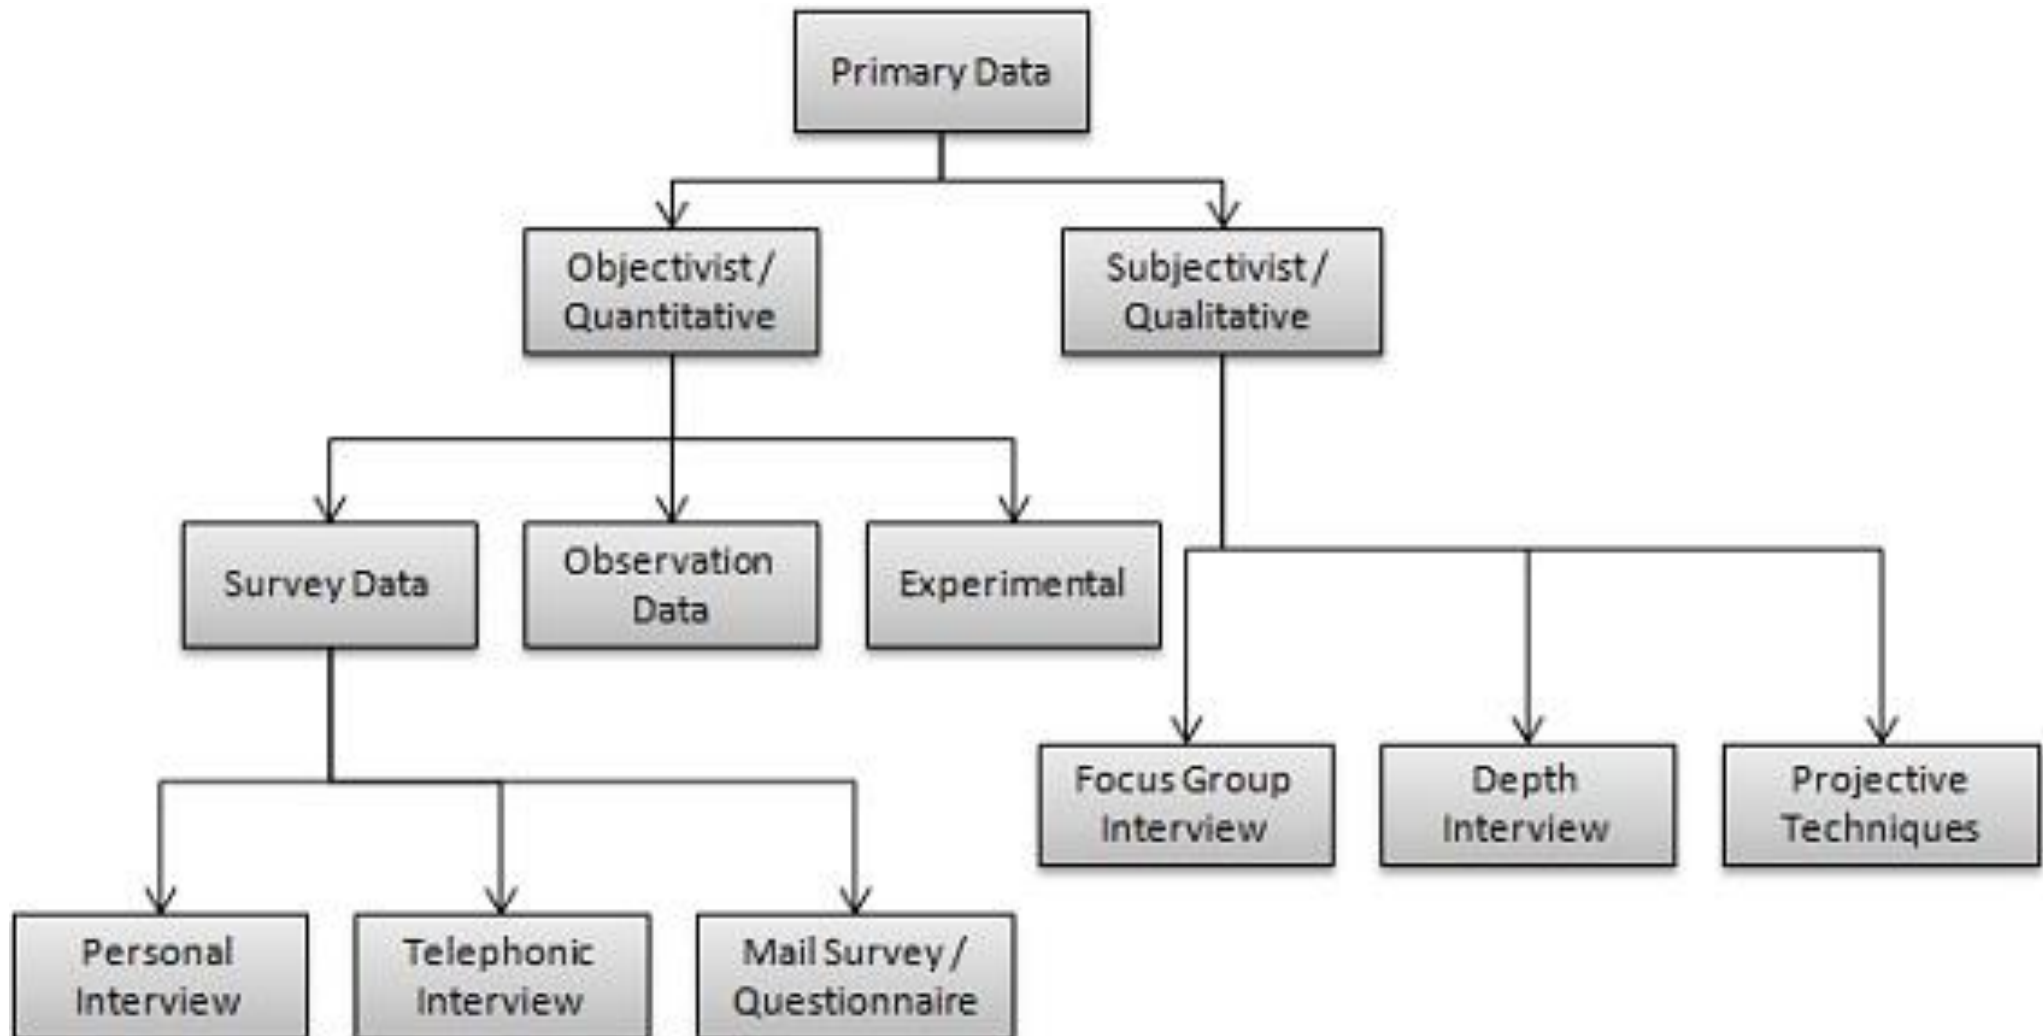 Primary Data
Objectivist /
Quantitative
Subjectivist /
Qualitative
Survey Data
Observation
Data
Experimental
Focus Group
Interview
Depth
Interview
Projective
Techniques
Personal
Interview
Telephonic
Interview
Mail Survey /
Questionnaire